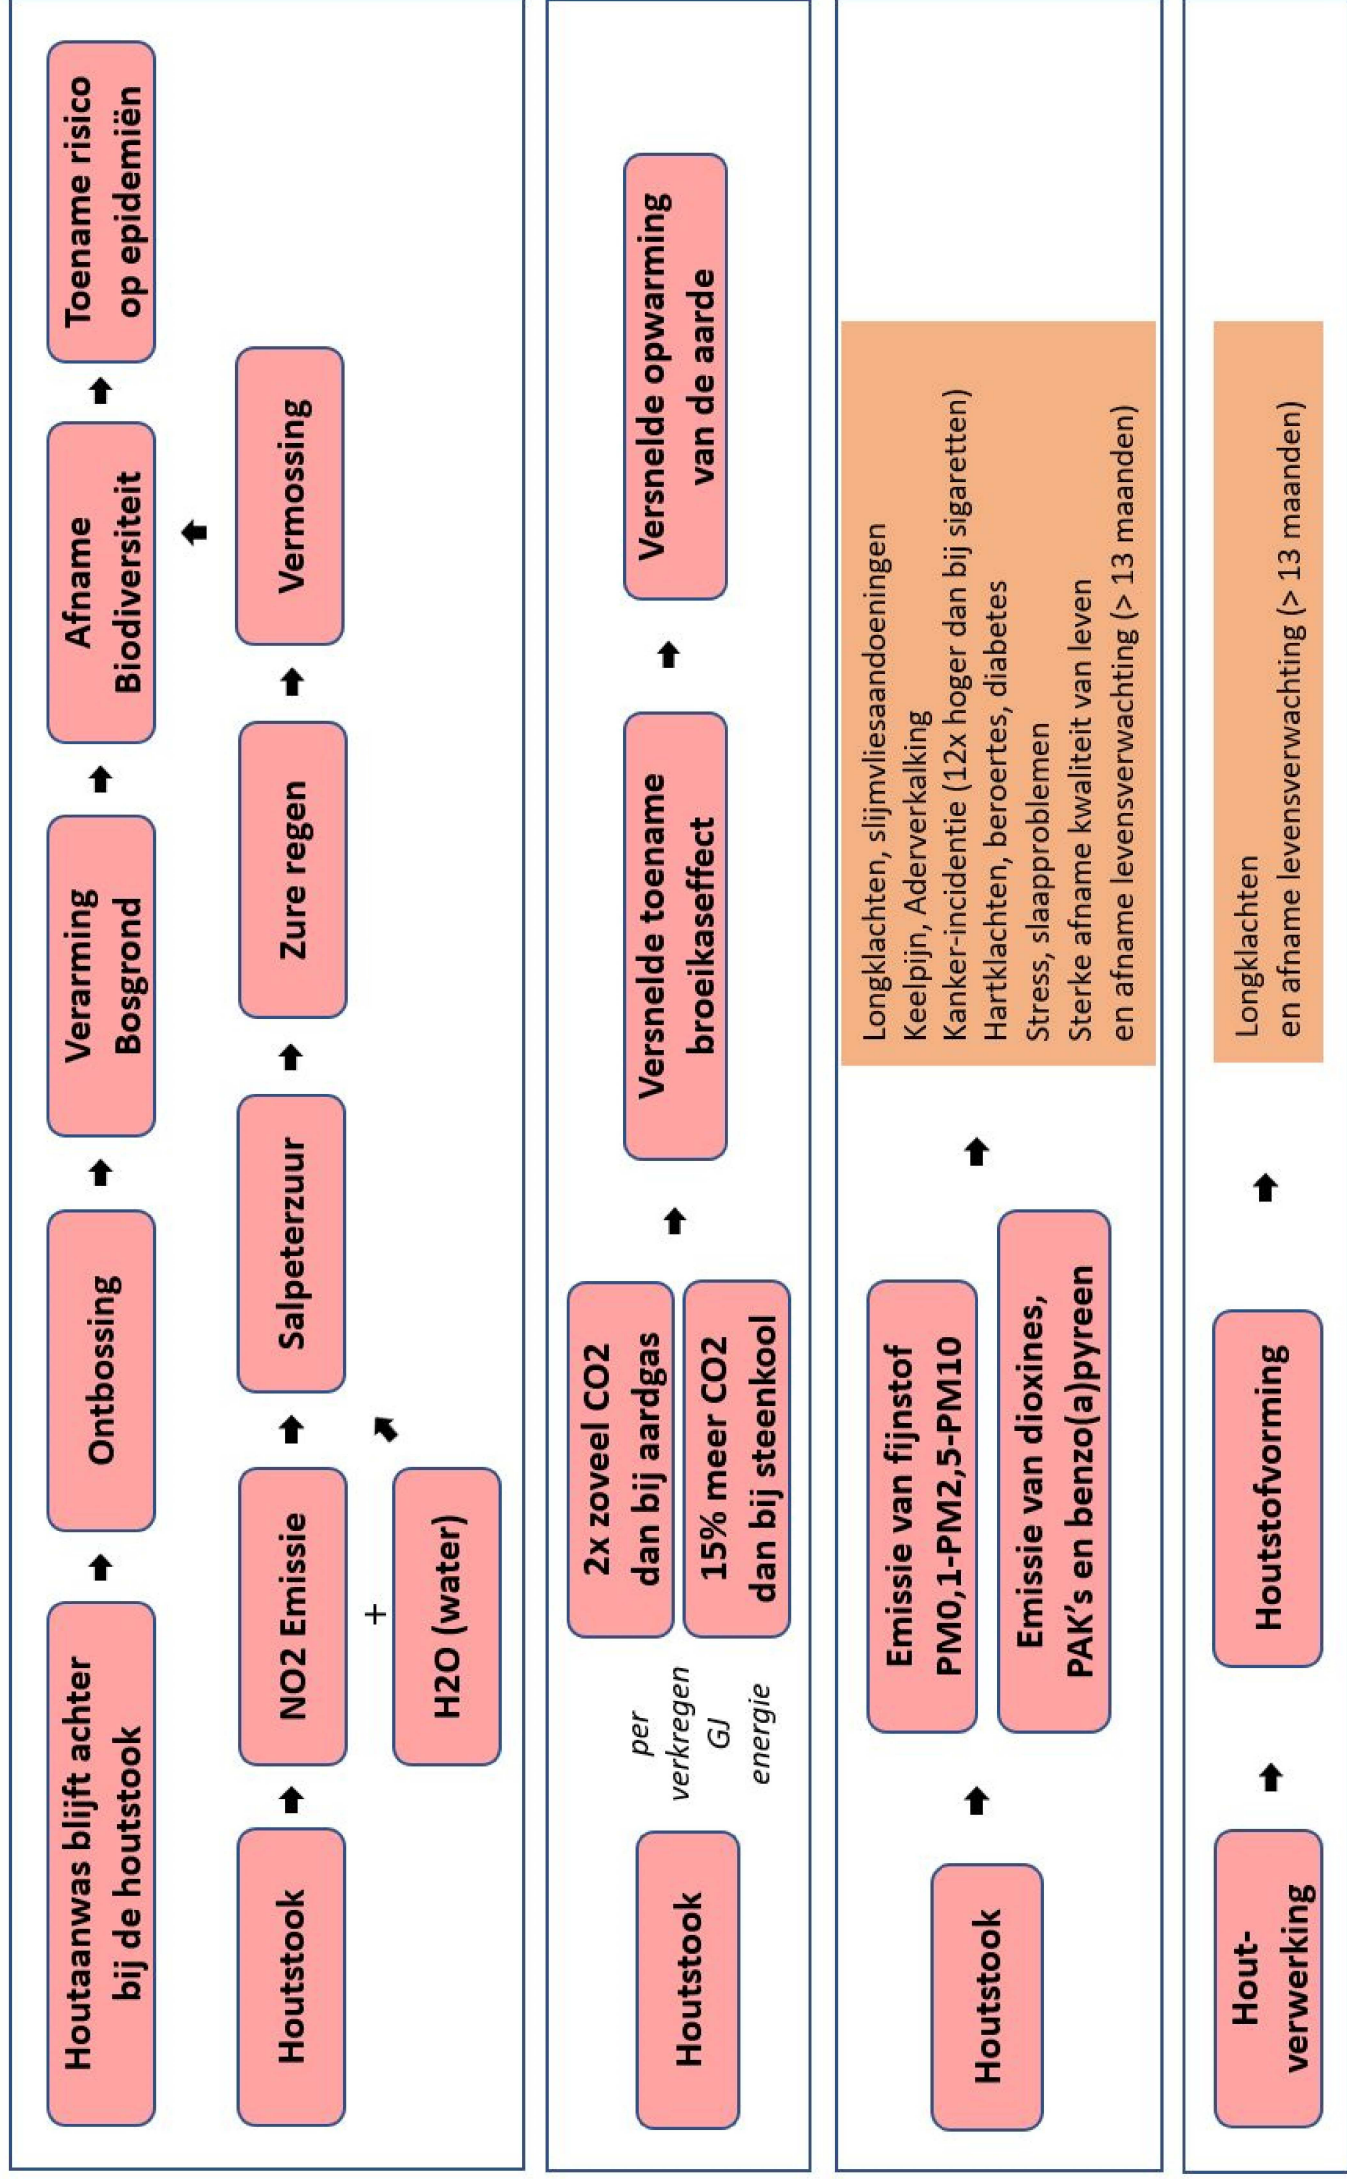 Houtaanwas blijft achter
bij de houtstook
Ontbossing
Verarming
Bosgrond
Afname
Biodiversiteit
Toename risico
op epidemiën
Houtstook
NO2 Emissie
+
H2O (water)
Salpeterzuur
Zure regen
Vermossing
Houtstook
per
verkregen
GJ
energie
2x zoveel CO2
dan bij aardgas
15% meer CO2
dan bij steenkool
Versnelde toename
broeikaseffect
Versnelde opwarming
van de aarde
Houtstook
Emissie van fijnstof
PM0,1-PM2,5-PM10
Emissie van dioxines,
PAK’s en benzo(a)pyreen
Longklachten, slijmvliesaandoeningen
Keelpijn, Aderverkalking
Kanker-incidentie (12x hoger dan bij sigaretten)
Hartklachten, beroertes, diabetes
Stress, slaapproblemen
Sterke afname kwaliteit van leven
en afname levensverwachting (> 13 maanden)
Hout-
verwerking
Houtstofvorming
Longklachten
en afname levensverwachting (> 13 maanden)